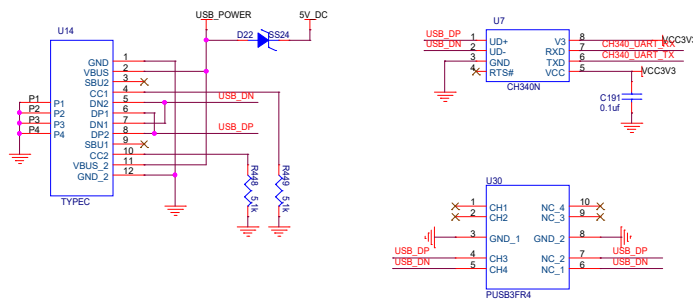 USB_POWER
5V_DC
D22
SS24
U14
TYPEC
P1
P2
P3
P4
P1
P2
P3
P4
GND
VBUS
SBU2
CC1
DN2
DP1
DN1
DP2
SBU1
CC2
VBUS_2
GND_2
1
2
3
4
5
6
7
8
9
10
11
12
USB_DN
USB_DP
R448
5.1k
R449
5.1k
U7
USB_DP
USB_DN
1
2
3
4
UD+
UD-
GND
RTS#
V3
RXD
TXD
VCC
8
7
6
5
VCC3V3
CH340_UART_RX
CH340_UART_TX
VCC3V3
CH340N
C191
0.1uf
U30
1
2
3
4
5
CH1
CH2
GND_1
CH3
CH4
NC_4
NC_3
GND_2
NC_2
NC_1
10
9
8
7
6
USB_DP
USB_DN
USB_DP
USB_DN
PUSB3FR4